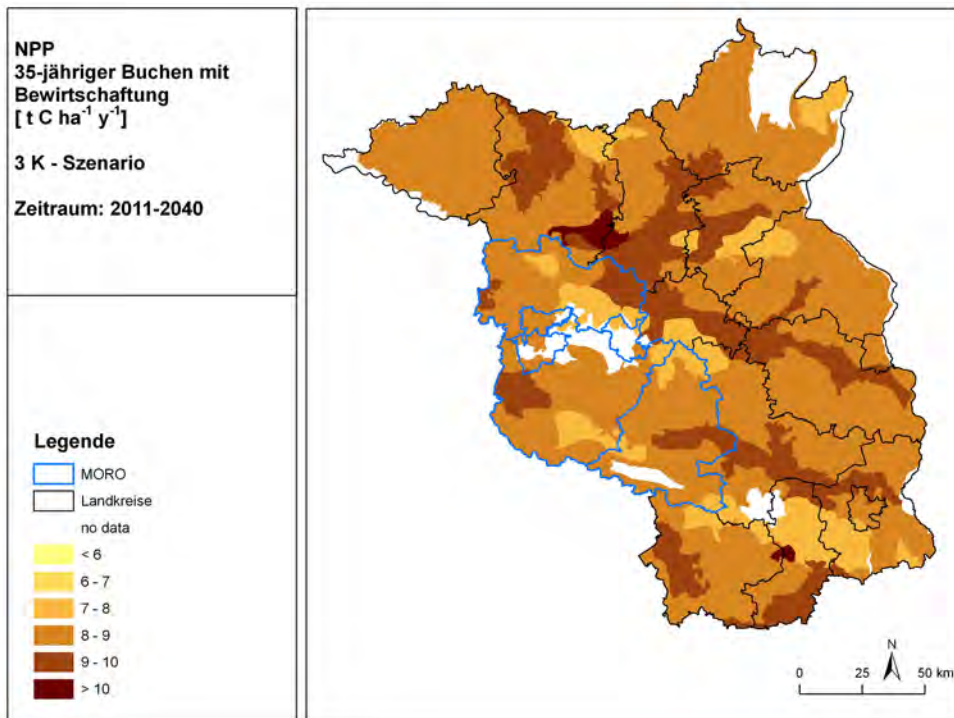 NPP
35-jähriger Buchen mit
Bewirtschaftung
[ t C ha⁻¹ y⁻¹]
3 K - Szenario
Zeitraum: 2011-2040
Legende
MORO
Landkreise
no data
< 6
6 - 7
7 - 8
8 - 9
9 - 10
> 10
N
0 25 50 km